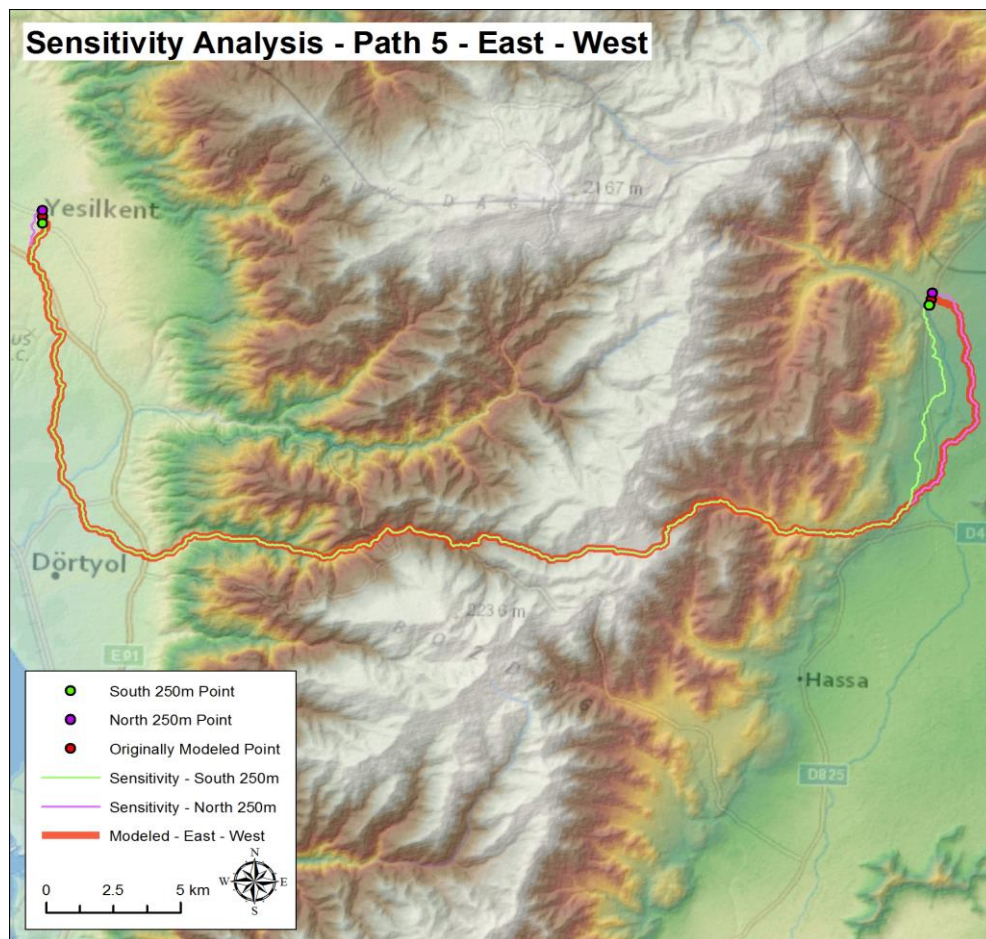 Sensitivity Analysis - Path 5 - East - West
2167 m
Yesilkent
Dörtyol
D4
2236 m
E91
Hassa
D825
South 250m Point
North 250m Point
Originally Modeled Point
Sensitivity - South 250m
Sensitivity - North 250m
Modeled - East - West
N
W E
S
0 2.5 5 km